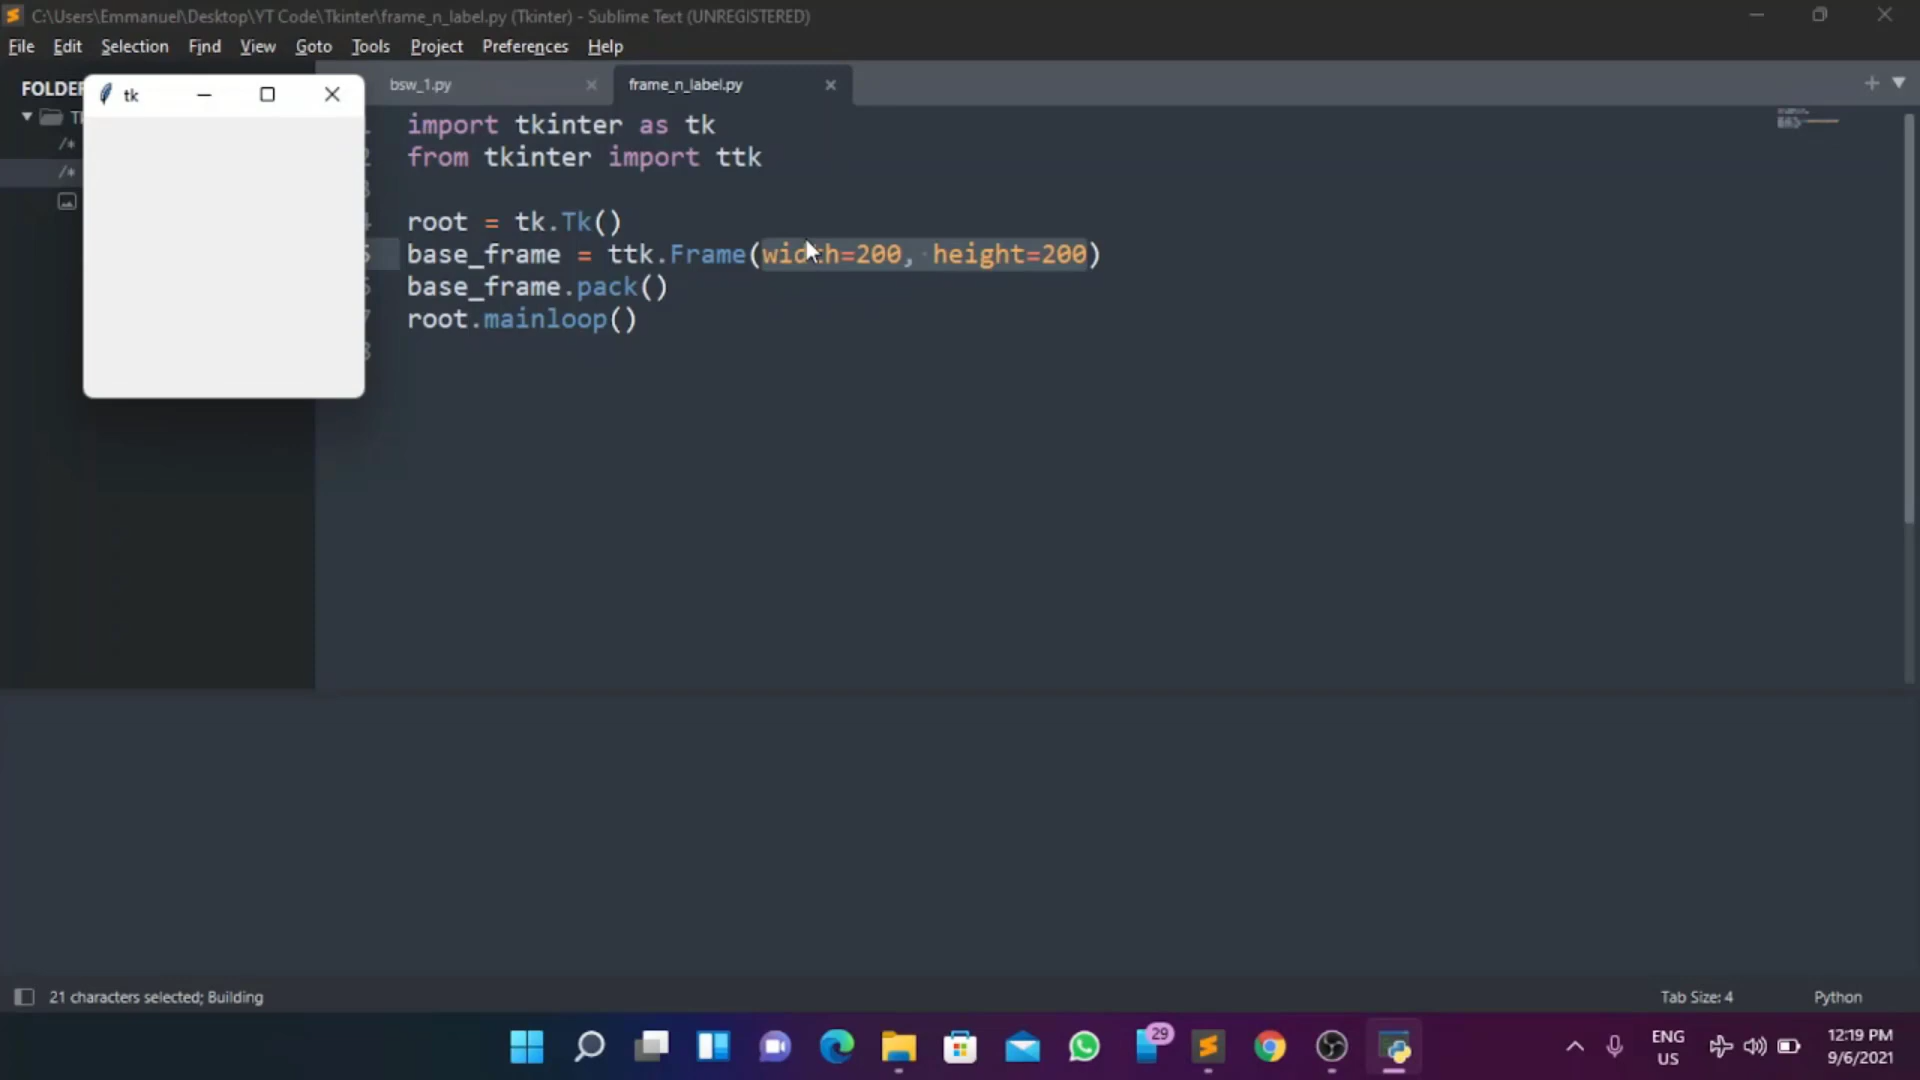 C:\Users\Emmanuel\Desktop\YT Code\Tkinter\frame_n_label.py (Tkinter) - Sublime Text (UNREGISTERED)
File Edit Selection Find View Goto Tools Project Preferences Help
FOLDER
tk
bsw_1.py
frame_n_label.py
/*
/*
import tkinter as tk
from tkinter import ttk
root = tk.Tk()
base_frame = ttk.Frame(width=200, height=200)
base_frame.pack()
root.mainloop()
21 characters selected; Building
Tab Size: 4
Python
29
ENG
US
12:19 PM
9/6/2021